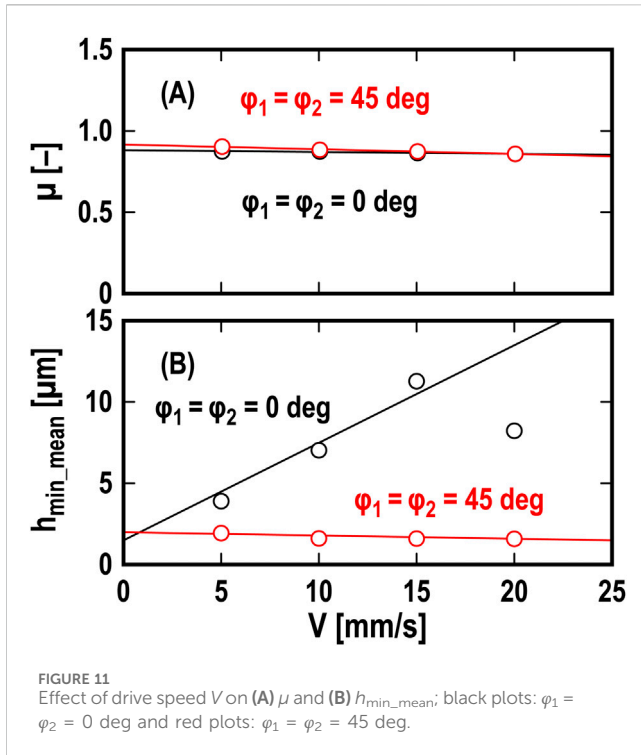 1.5
(A)
φ1 = φ2 = 45 deg
1.0
μ [–]
φ1 = φ2 = 0 deg
0.5
0
15
(B)
φ1 = φ2 = 0 deg
10
hmin_mean [μm]
5
φ1 = φ2 = 45 deg
0
0 5 10 15 20 25
V [mm/s]
FIGURE 11
Effect of drive speed V on (A) μ and (B) hmin_mean; black plots: φ1 =
φ2 = 0 deg and red plots: φ1 = φ2 = 45 deg.